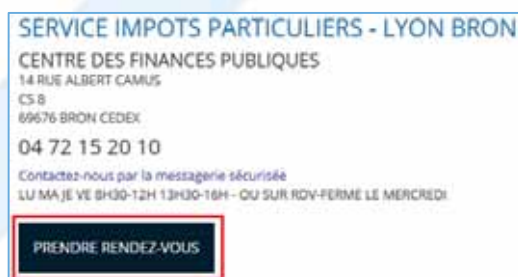 SERVICE IMPOTS PARTICULIERS - LYON BRON
CENTRE DES FINANCES PUBLIQUES
14 RUE ALBERT CAMUS
CS 8
69676 BRON CEDEX
04 72 15 20 10
Contactez-nous par la messagerie sécurisée
LU MA JE VE 8H30-12H 13H30-16H - OU SUR RDV-FERME LE MERCREDI
PRENDRE RENDEZ-VOUS